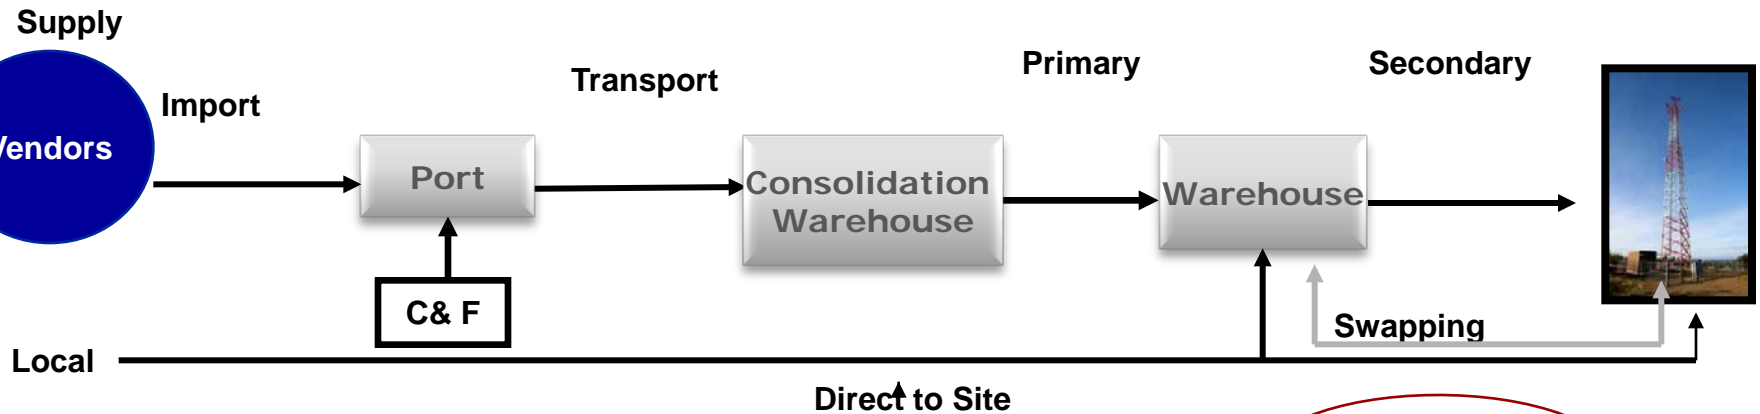 Supply
Import
Transport
Primary
Secondary
Vendors
Port
Consolidation
Warehouse
Warehouse
C& F
Swapping
Local
Direct to Site